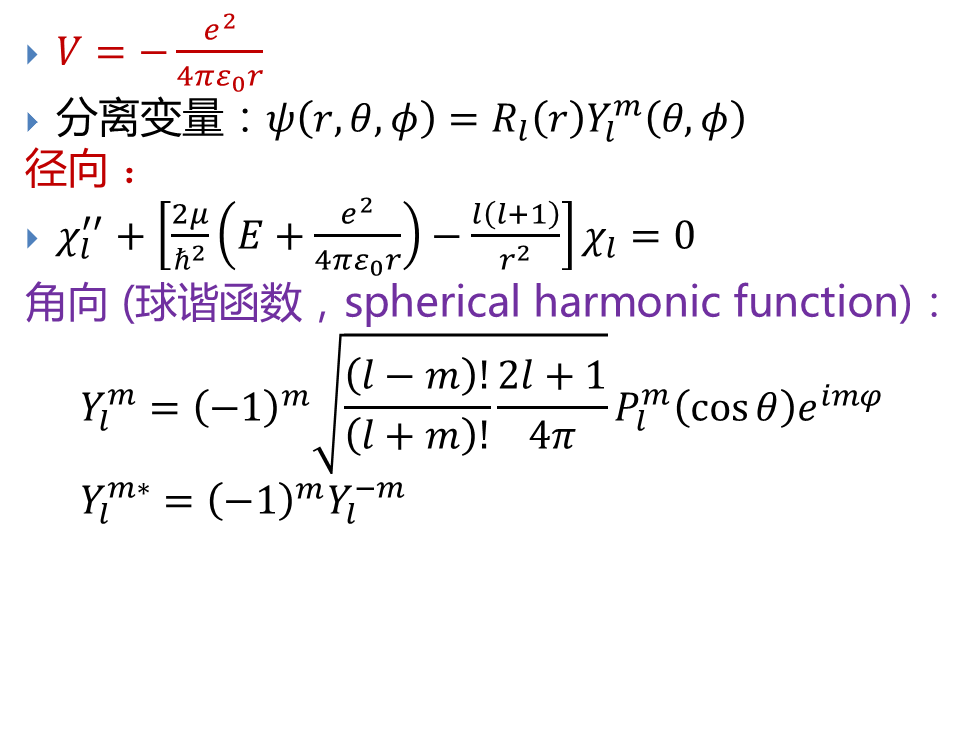 V = −e²/(4πε₀r)
分离变量：ψ(r, θ, ϕ) = R_l(r)Y_l^m(θ, ϕ)
径向：
χ_l′′ + [2μ/ħ² (E + e²/(4πε₀r)) − l(l+1)/r²] χ_l = 0
角向 (球谐函数，spherical harmonic function)：
Y_l^m = (−1)^m √((l − m)!/(l + m)! (2l + 1)/4π) P_l^m(cos θ)e^{imφ}
Y_l^{m∗} = (−1)^m Y_l^{−m}